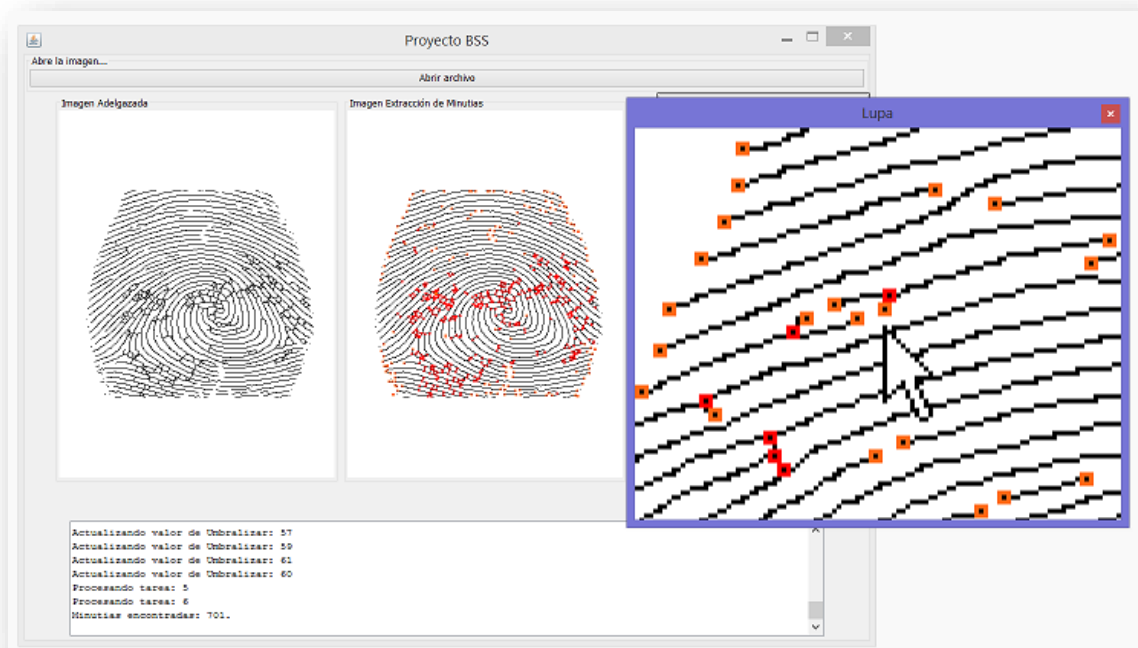 Proyecto BSS
Abre la imagen....
Abrir archivo
Imagen Adelgazada
Imagen Extracción de Minutias
Lupa
Actualizando valor de Umbralizar: 57
Actualizando valor de Umbralizar: 59
Actualizando valor de Umbralizar: 61
Actualizando valor de Umbralizar: 60
Procesando tarea: 5
Procesando tarea: 6
Minutias encontradas: 701.